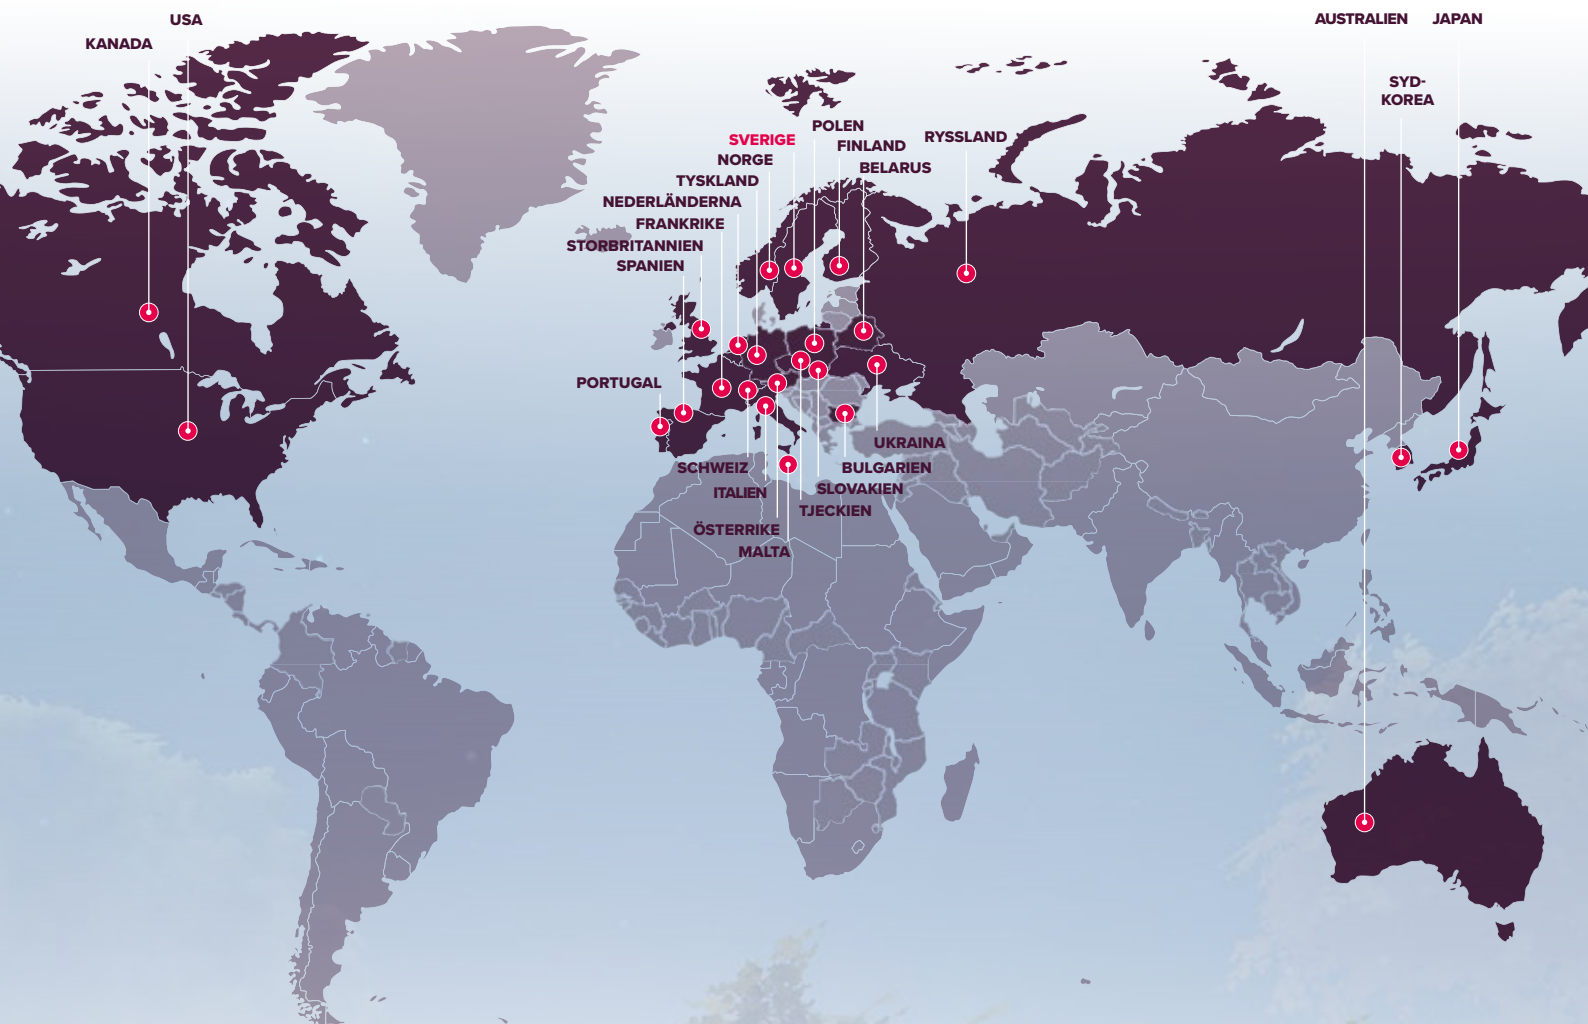 USA
KANADA
AUSTRALIEN
JAPAN
SYD-
KOREA
POLEN
SVERIGE
FINLAND
RYSSLAND
NORGE
BELARUS
TYSKLAND
NEDERLÄNDERNA
FRANKRIKE
STORBRITANNIEN
SPANIEN
PORTUGAL
UKRAINA
SCHWEIZ
BULGARIEN
ITALIEN
SLOVAKIEN
TJECKIEN
ÖSTERRIKE
MALTA